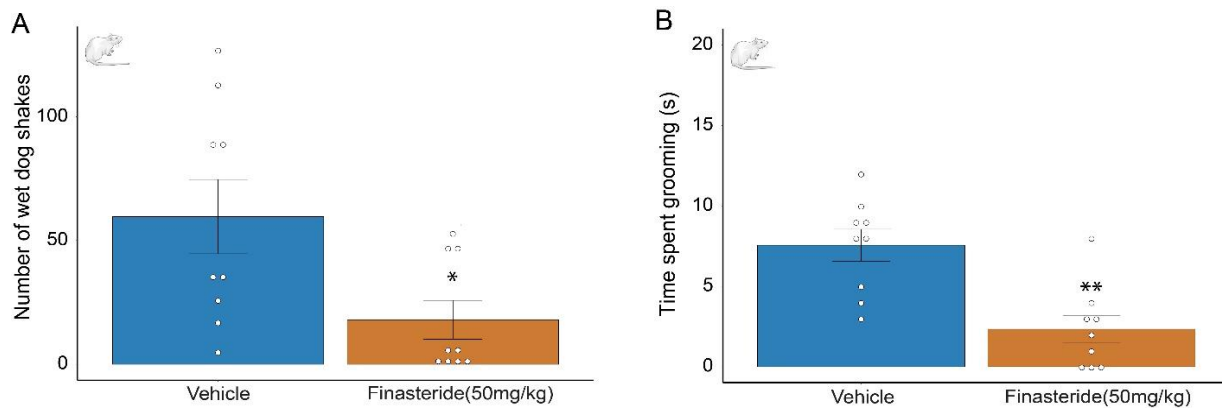 A
Number of wet dog shakes
100
50
0
*
Vehicle
Finasteride(50mg/kg)
B
Time spent grooming (s)
20
15
10
5
0
**
Vehicle
Finasteride(50mg/kg)